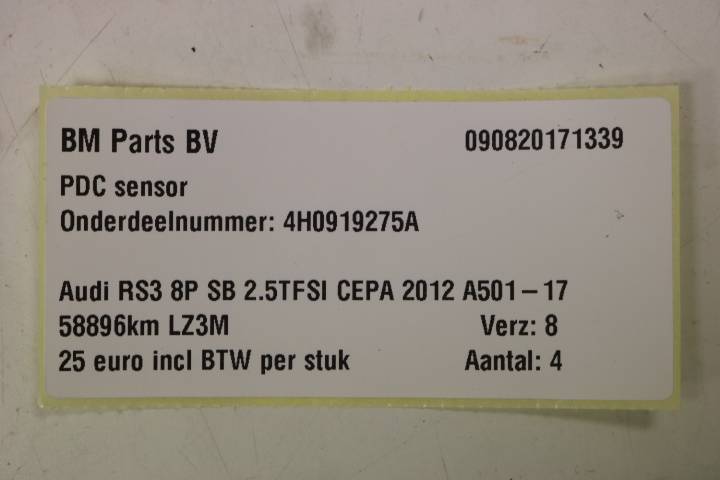 BM Parts BV 090820171339
PDC sensor
Onderdeelnummer: 4H0919275A
Audi RS3 8P SB 2.5TFSI CEPA 2012 A501-17
58896km LZ3M Verz: 8
25 euro incl BTW per stuk Aantal: 4